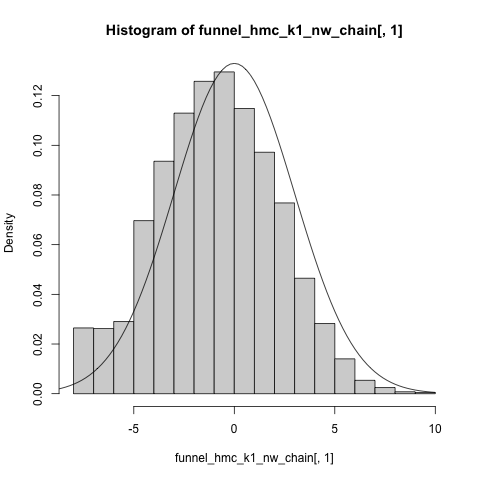 Histogram of funnel_hmc_k1_nw_chain[, 1]
Density
0.12
0.10
0.08
0.06
0.04
0.02
0.00
-5 0 5 10
funnel_hmc_k1_nw_chain[, 1]